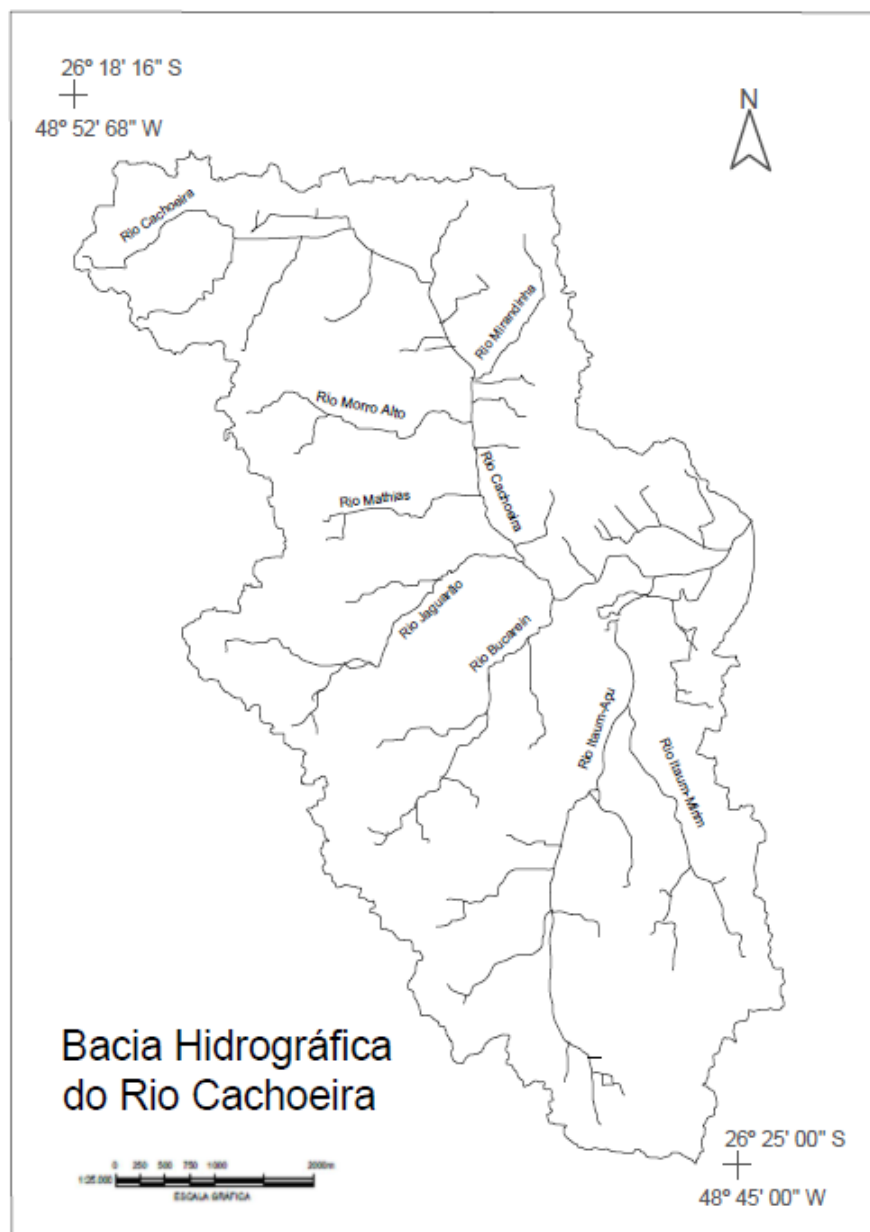 26º 18' 16" S
48º 52' 68" W
N
Rio Cachoeira
Rio Mirandinha
Rio Morro Alto
Rio Cachoeira
Rio Mathias
Rio Jaguarão
Rio Bucarein
Rio Itaum-Açu
Rio Itaum-Mirim
Bacia Hidrográfica
do Rio Cachoeira
0 250 500 750 1000 2000m
1:25.000
ESCALA GRÁFICA
26º 25' 00" S
48º 45' 00" W